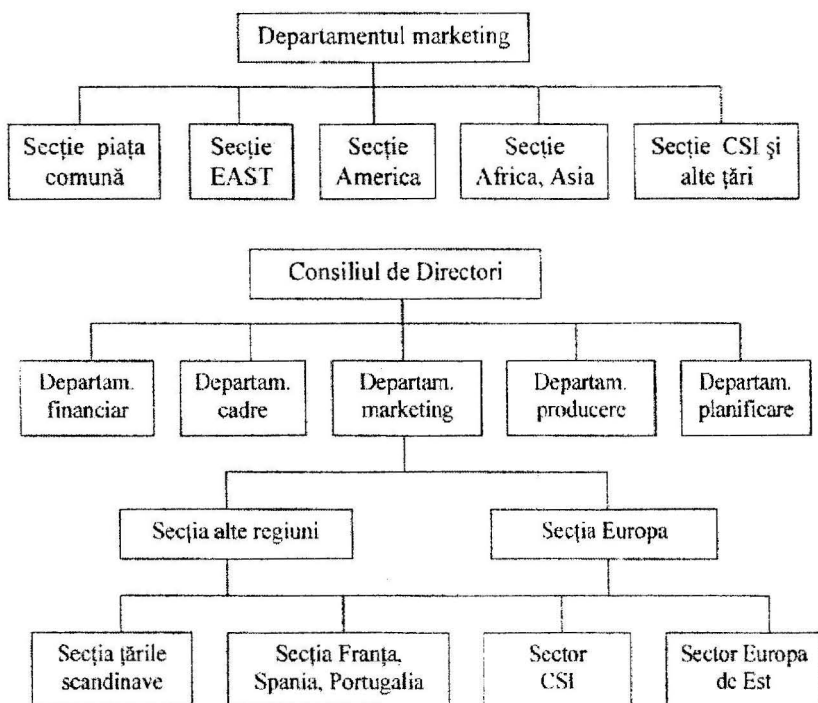 Departamentul marketing
Secție piața
comună
Secție
EAST
Secție
America
Secție
Africa, Asia
Secție CSI și
alte țări
Consiliul de Directori
Departam.
financiar
Departam.
cadre
Departam.
marketing
Departam.
producere
Departam.
planificare
Secția alte regiuni
Secția Europa
Secția țările
scandinave
Secția Franța,
Spania, Portugalia
Sector
CSI
Sector Europa
de Est